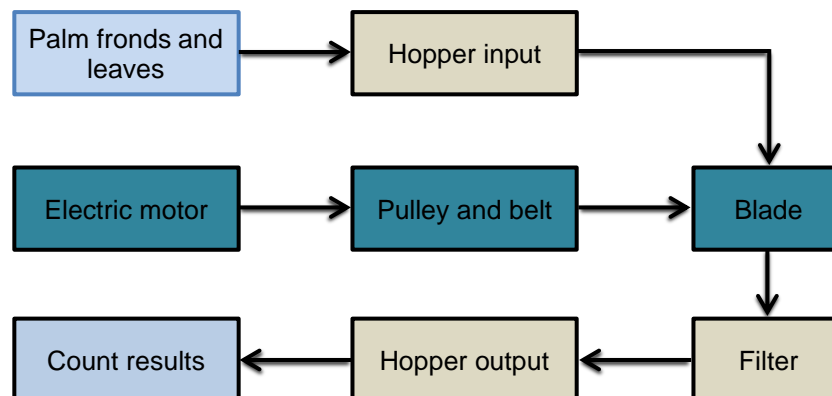 Palm fronds and
leaves
Hopper input
Electric motor
Pulley and belt
Blade
Count results
Hopper output
Filter